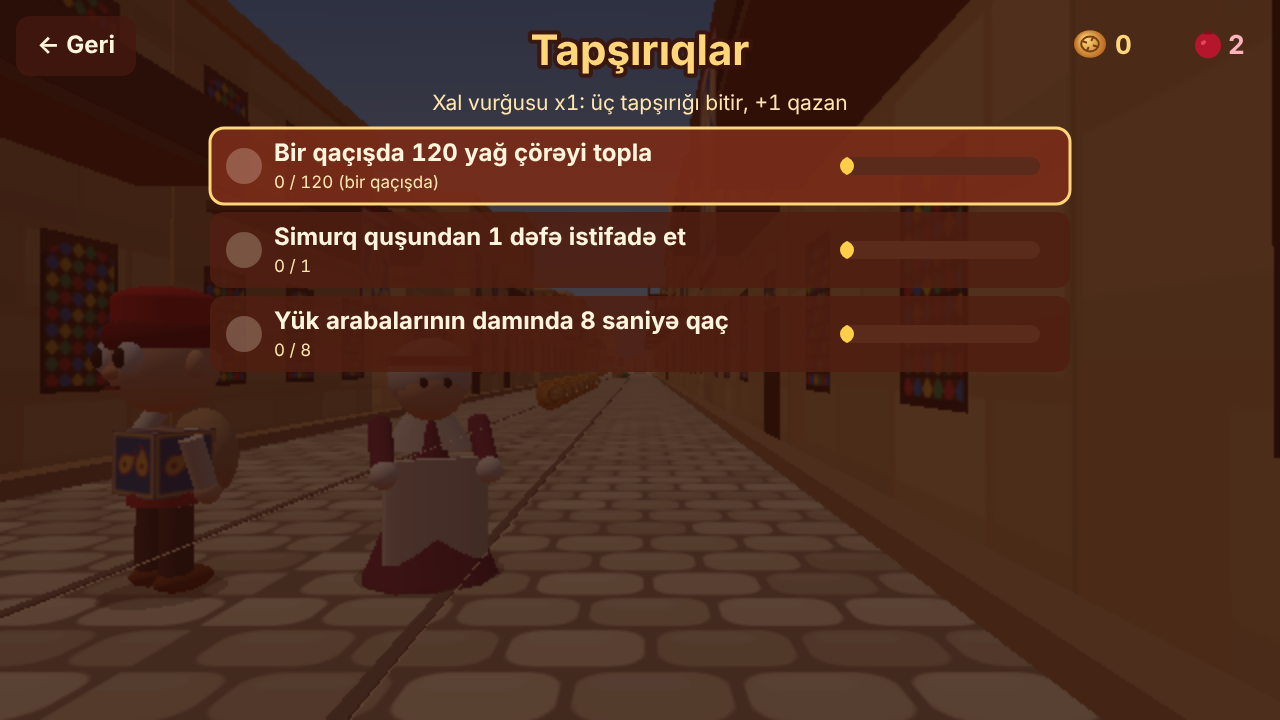 ← Geri
Tapşırıqlar
0
2
Xal vurğusu x1: üç tapşırığı bitir, +1 qazan
Bir qaçışda 120 yağ çörəyi topla
0 / 120 (bir qaçışda)
Simurq quşundan 1 dəfə istifadə et
0 / 1
Yük arabalarının damında 8 saniyə qaç
0 / 8